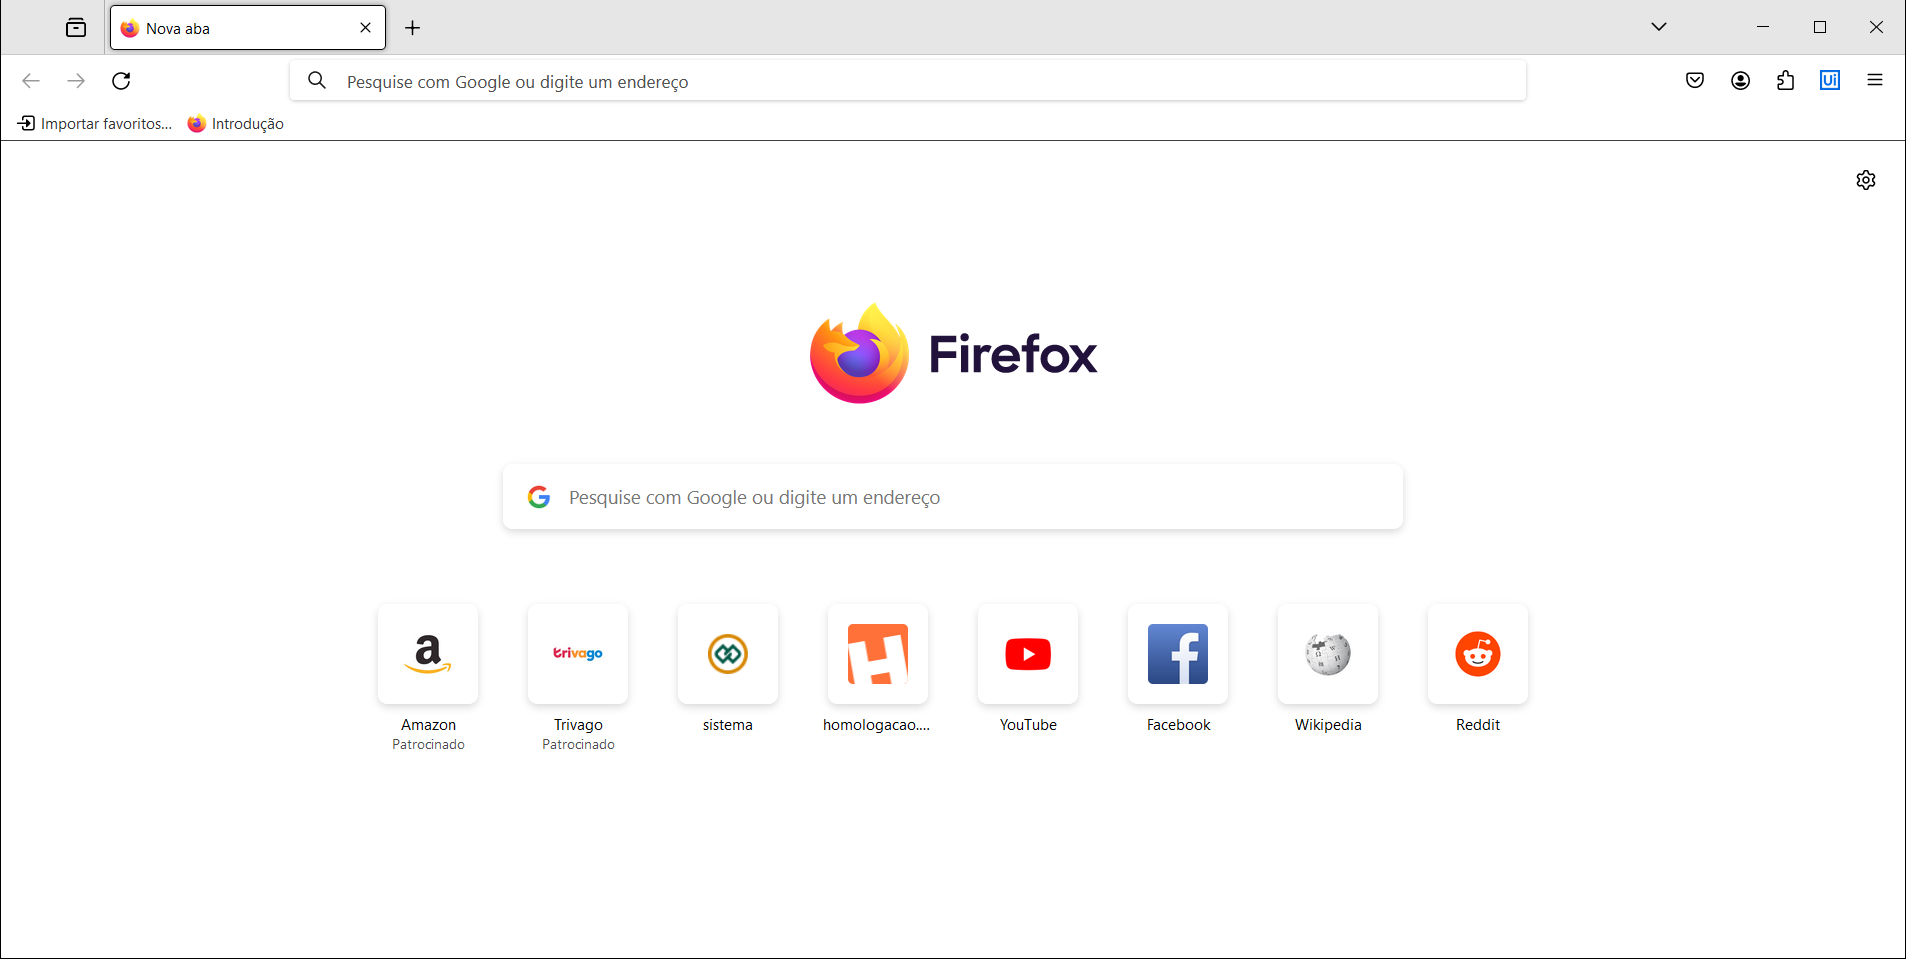 Nova aba
Pesquise com Google ou digite um endereço
Ui
Importar favoritos...
Introdução
Firefox
Pesquise com Google ou digite um endereço
a
trivago
Amazon
Patrocinado
Trivago
Patrocinado
sistema
homologacao....
YouTube
Facebook
Wikipedia
Reddit